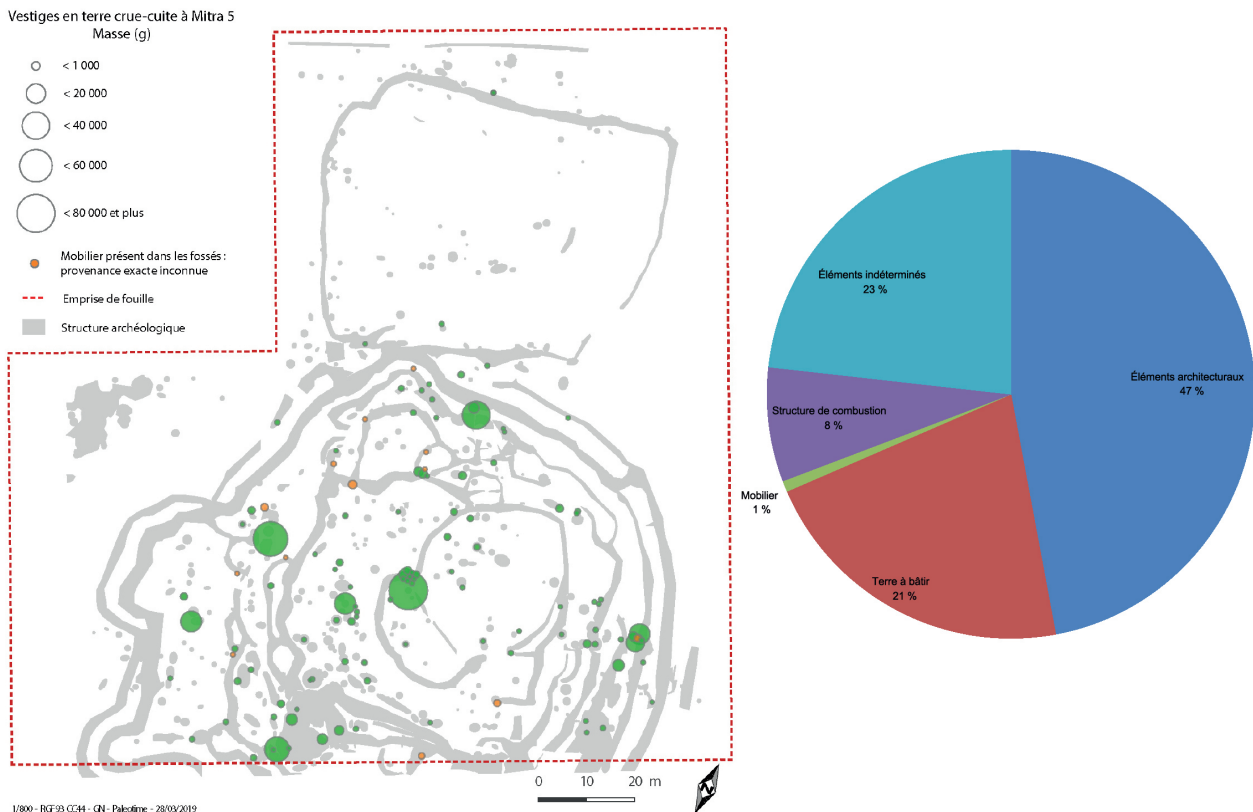 Vestiges en terre crue-cuite à Mitra 5
Masse (g)
< 1 000
< 20 000
< 40 000
< 60 000
< 80 000 et plus
Mobilier présent dans les fossés :
provenance exacte inconnue
Emprise de fouille
Structure archéologique
Éléments indéterminés
23 %
Éléments architecturaux
47 %
Structure de combustion
8 %
Mobilier
1 %
Terre à bâtir
21 %
0 10 20 m
N
1/800 - RGF93 CC44 - GN - Paleotime - 28/03/2019